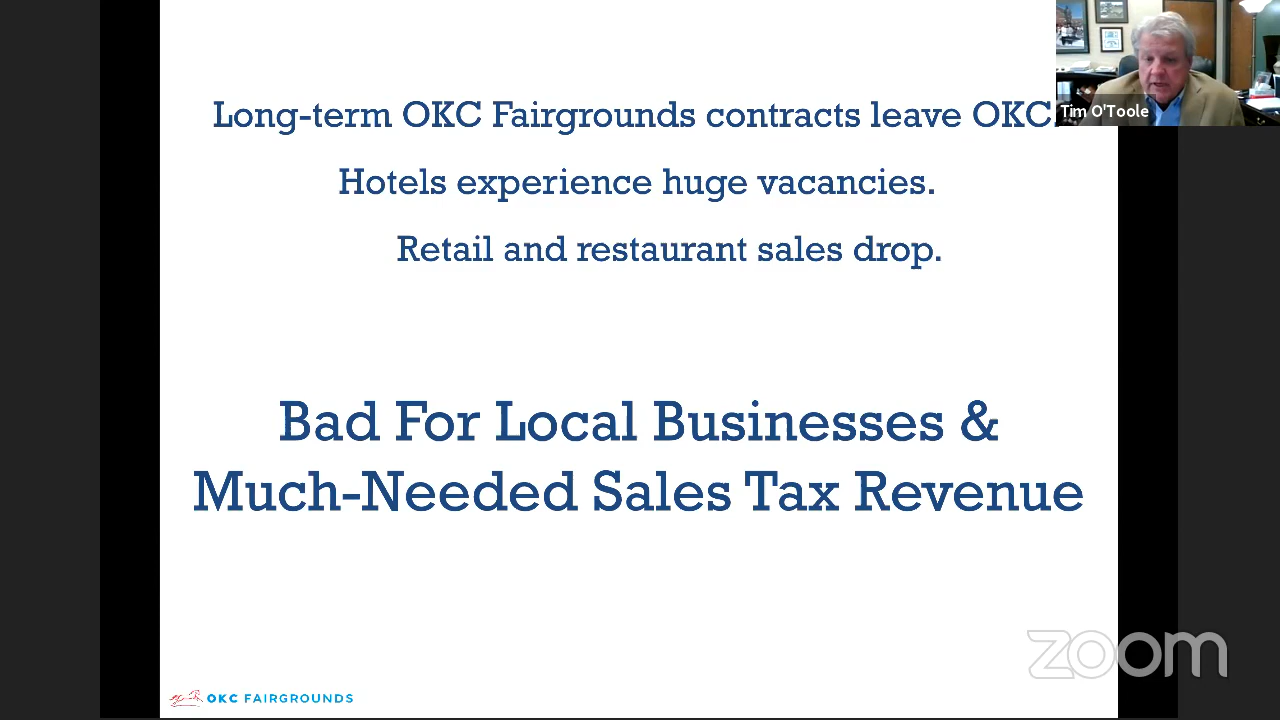 Long-term OKC Fairgrounds contracts leave OKC.
Tim O'Toole
Hotels experience huge vacancies.
Retail and restaurant sales drop.
Bad For Local Businesses &
Much-Needed Sales Tax Revenue
zoom
OKC FAIRGROUNDS